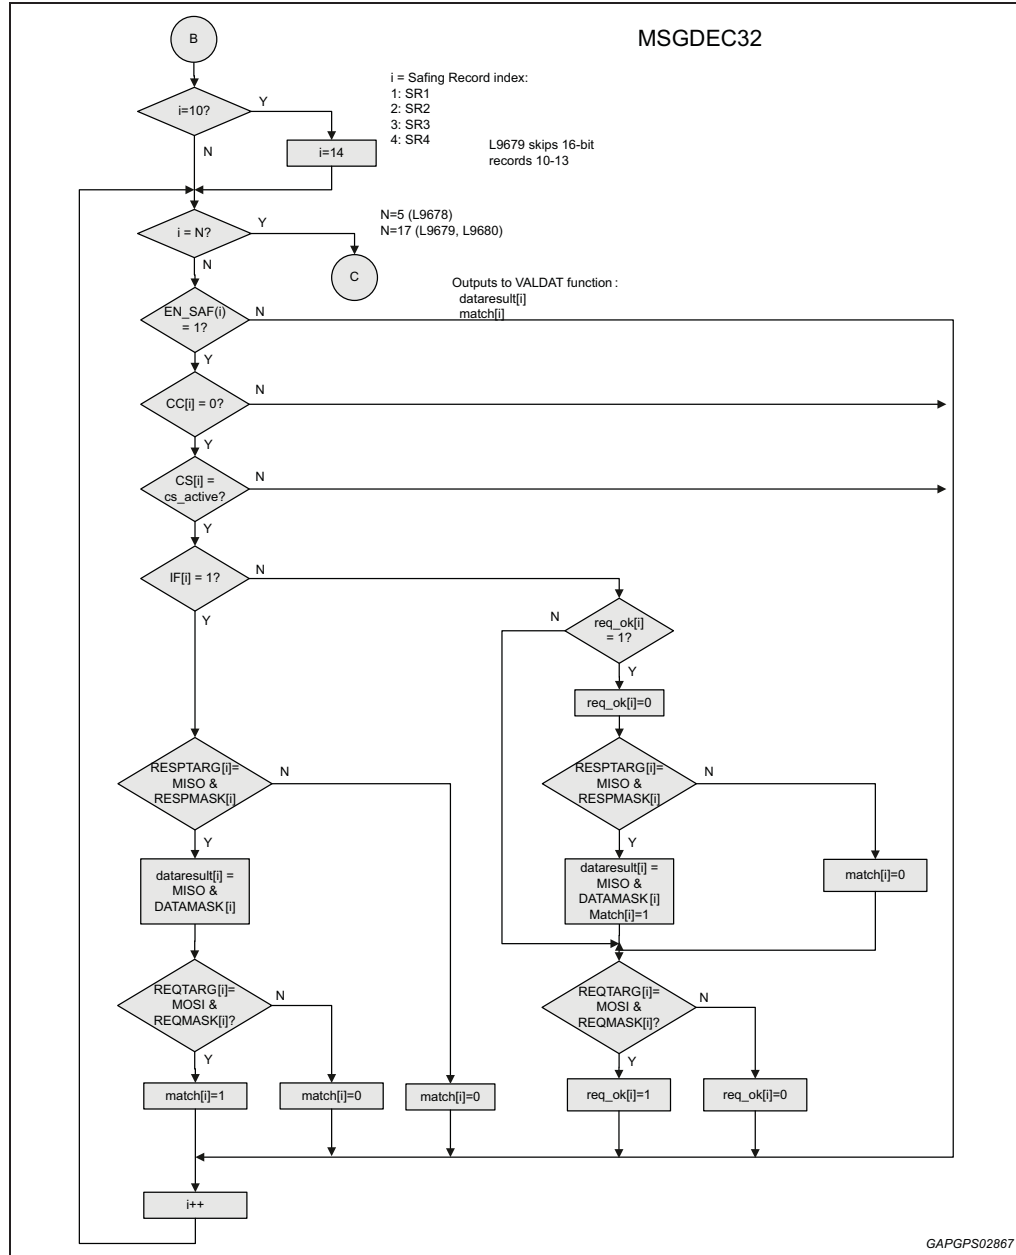 MSGDEC32
B
i = Safing Record index:
1: SR1
2: SR2
3: SR3
4: SR4
i=10?
Y
N
i=14
L9679 skips 16-bit
records 10-13
i = N?
Y
N
N=5 (L9678)
N=17 (L9679, L9680)
C
Outputs to VALDAT function :
dataresult[i]
match[i]
EN_SAF(i)
= 1?
N
Y
CC[i] = 0?
N
Y
CS[i] =
cs_active?
N
Y
IF[i] = 1?
N
Y
req_ok[i]
= 1?
N
Y
req_ok[i]=0
RESPTARG[i]=
MISO &
RESPMASK[i]
N
Y
RESPTARG[i]=
MISO &
RESPMASK[i]
N
Y
dataresult[i] =
MISO &
DATAMASK[i]
dataresult[i] =
MISO &
DATAMASK[i]
Match[i]=1
match[i]=0
REQTARG[i]=
MOSI &
REQMASK[i]?
N
Y
REQTARG[i]=
MOSI &
REQMASK[i]?
N
Y
match[i]=1
match[i]=0
match[i]=0
req_ok[i]=1
req_ok[i]=0
i++
GAPGPS02867